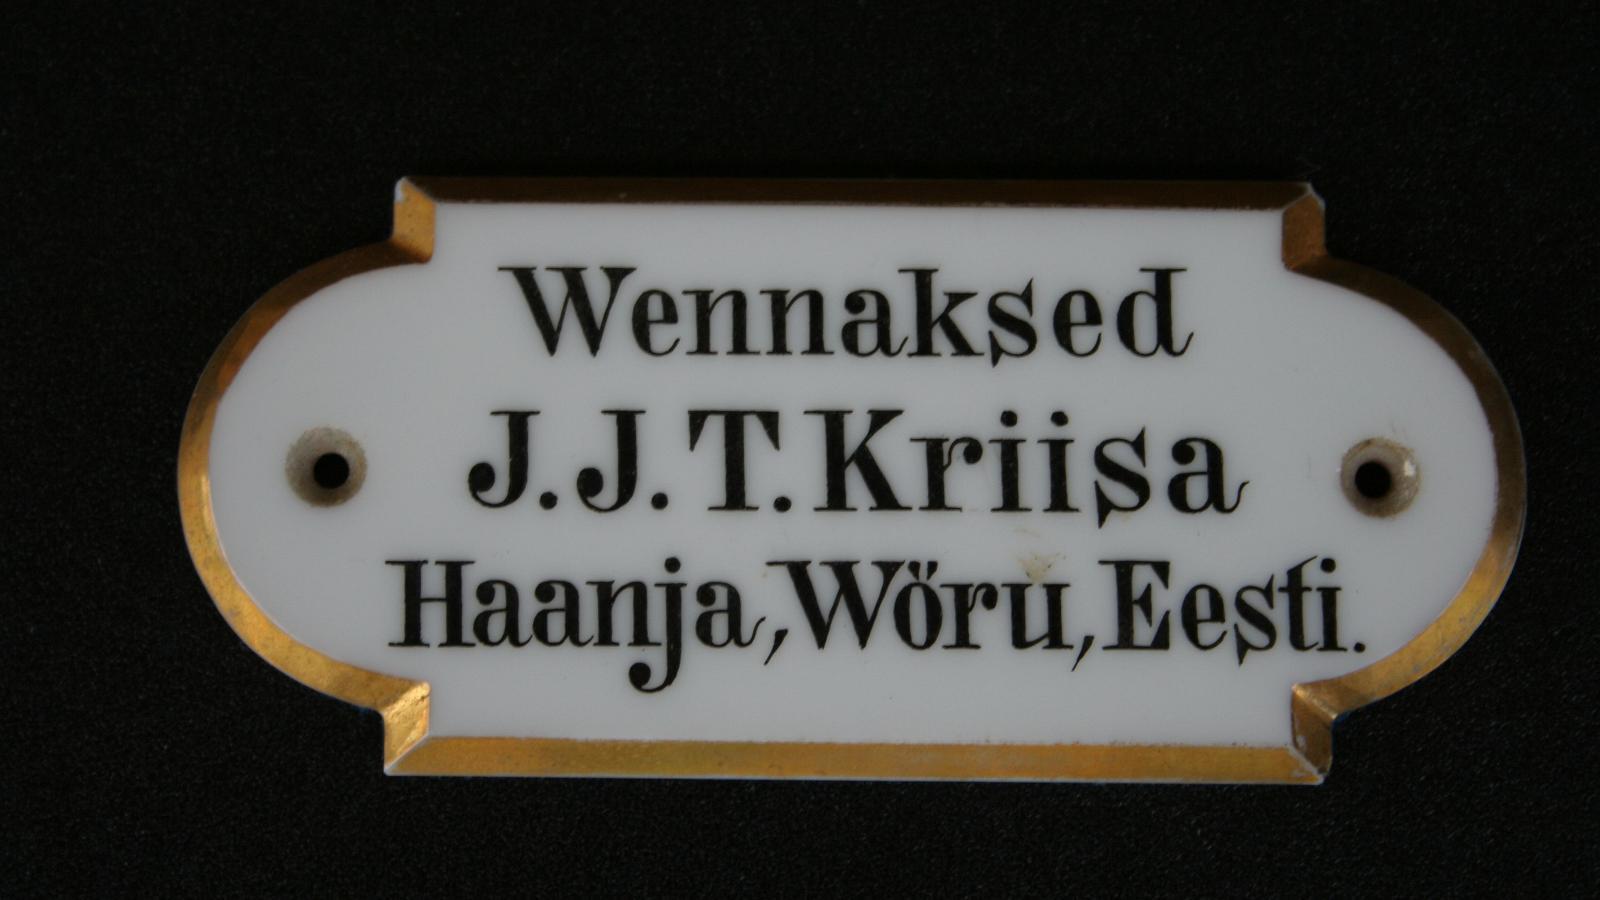 Wennaksed
J.J.T.Kriisa
Haanja,Wöru,Eesti.